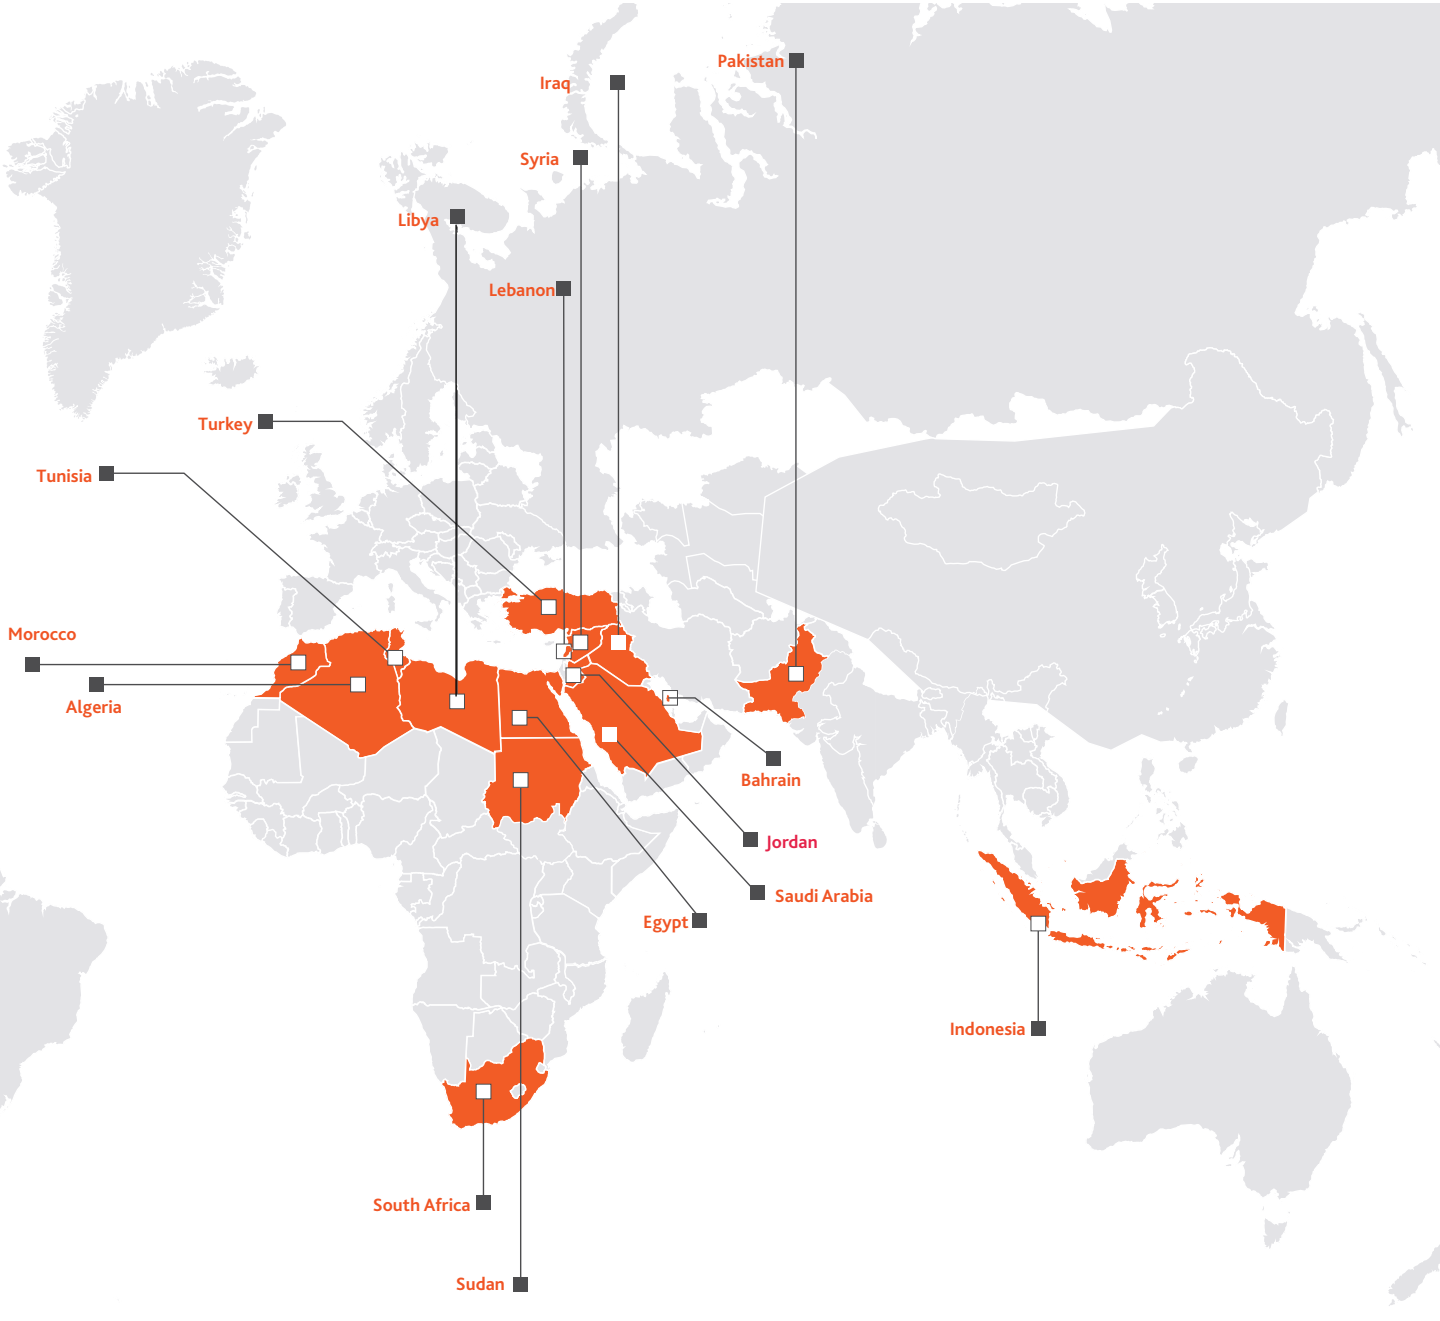 Pakistan
Iraq
Syria
Libya
Lebanon
Turkey
Tunisia
Morocco
Algeria
Bahrain
Jordan
Saudi Arabia
Egypt
Indonesia
South Africa
Sudan